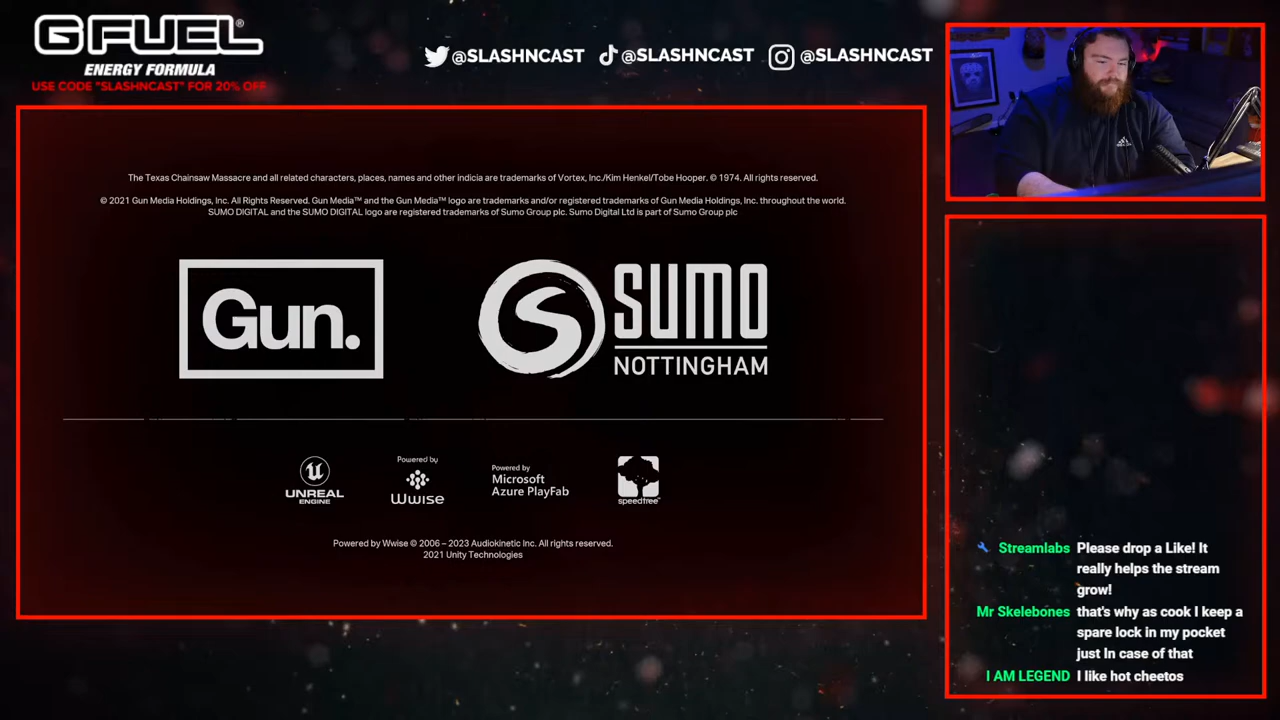 GFUEL®
ENERGY FORMULA
USE CODE "SLASHNCAST" FOR 20% OFF
@SLASHNCAST @SLASHNCAST @SLASHNCAST
The Texas Chainsaw Massacre and all related characters, places, names and other indicia are trademarks of Vortex, Inc./Kim Henkel/Tobe Hooper. © 1974. All rights reserved.
© 2021 Gun Media Holdings, Inc. All Rights Reserved. Gun Media™ and the Gun Media™ logo are trademarks and/or registered trademarks of Gun Media Holdings, Inc. throughout the world.
SUMO DIGITAL and the SUMO DIGITAL logo are registered trademarks of Sumo Group plc. Sumo Digital Ltd is part of Sumo Group plc
Gun.
SUMO
NOTTINGHAM
UNREAL
ENGINE
Powered by
Wwise
Powered by
Microsoft
Azure PlayFab
speedtree™
Powered by Wwise © 2006 – 2023 Audiokinetic Inc. All rights reserved.
2021 Unity Technologies
Streamlabs Please drop a Like! It
really helps the stream
grow!
Mr Skelebones that's why as cook I keep a
spare lock in my pocket
just In case of that
I AM LEGEND I like hot cheetos